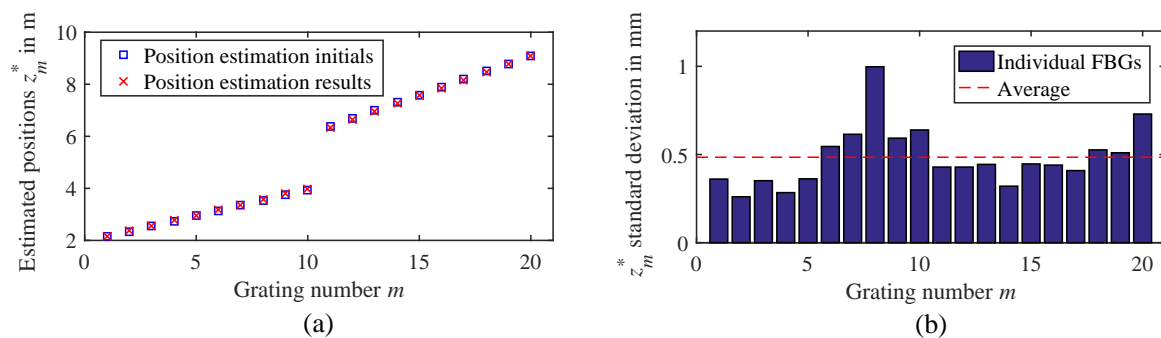 Estimated positions z*m in m
10
8
6
4
2
0
5
10
15
20
Position estimation initials
Position estimation results
Grating number m
(a)
z*m standard deviation in mm
1
0.5
0
0
5
10
15
20
Individual FBGs
Average
Grating number m
(b)